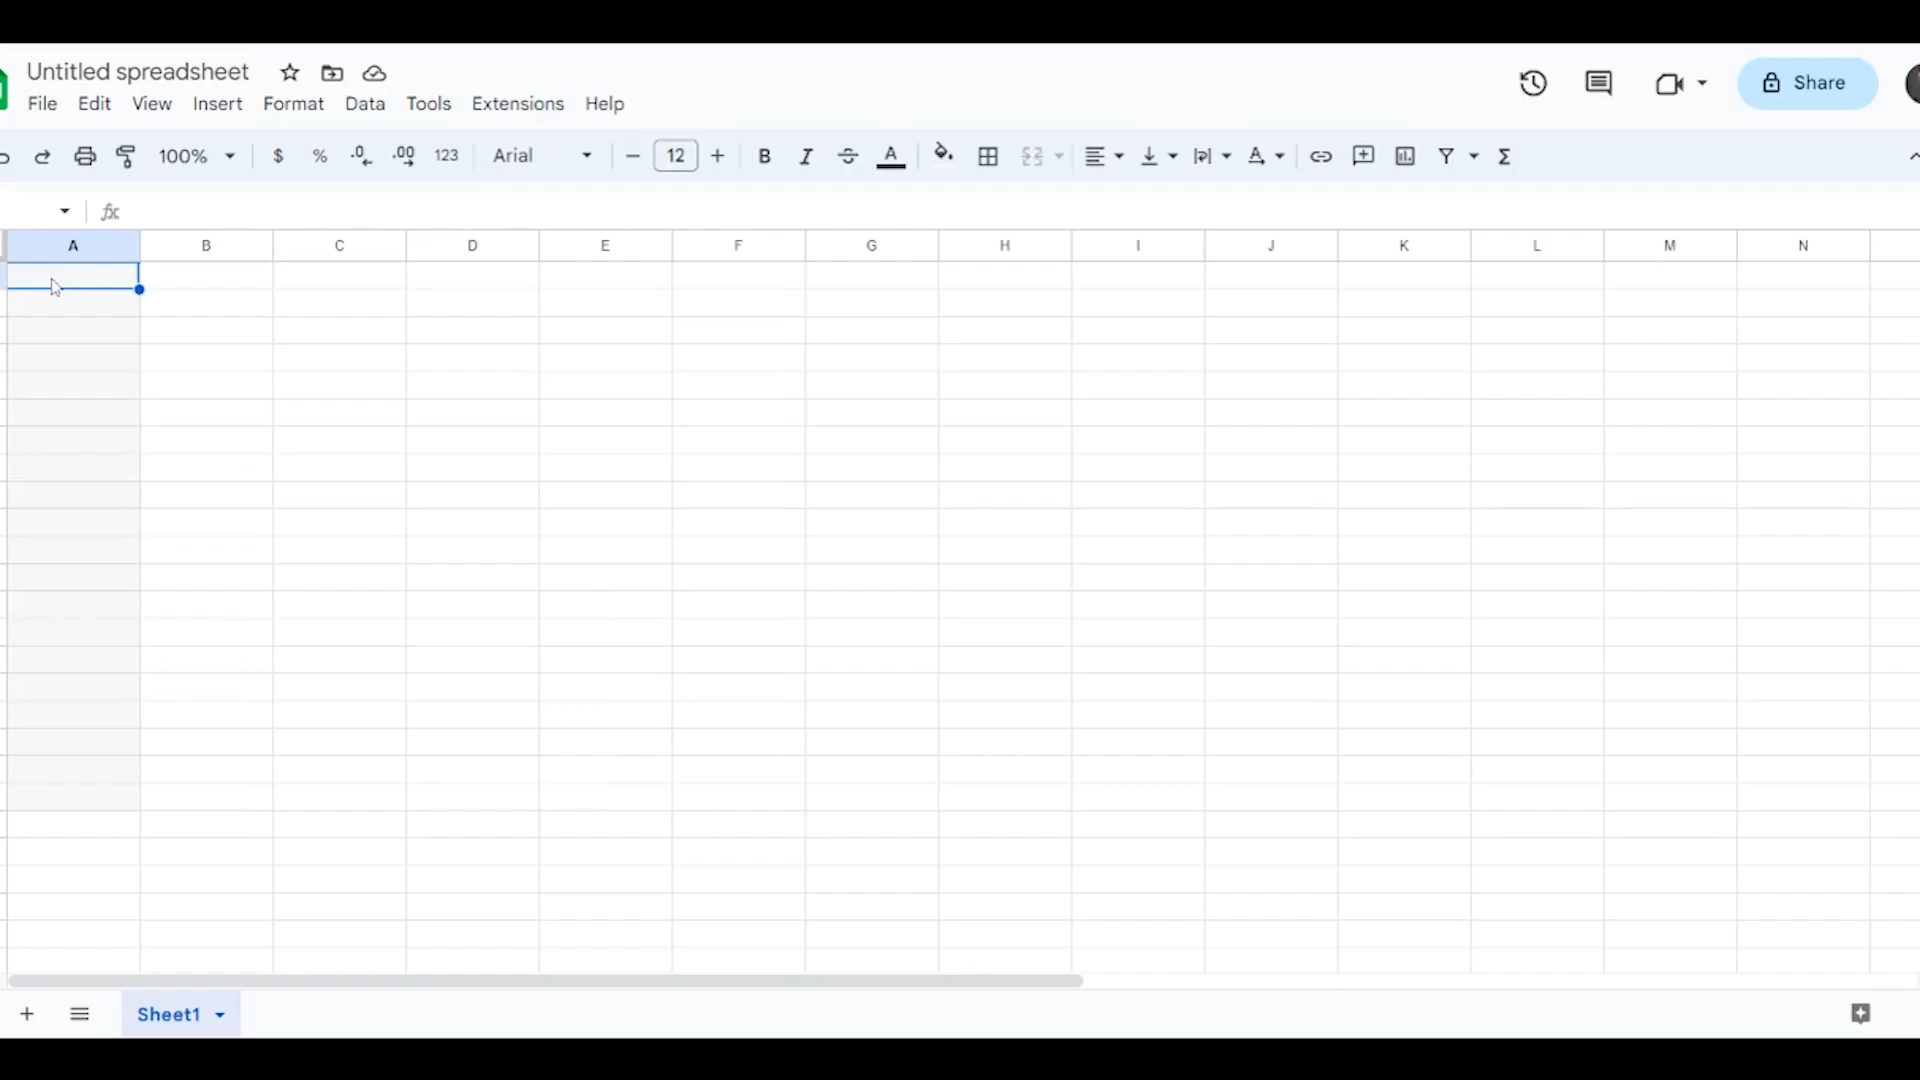 Untitled spreadsheet
File Edit View Insert Format Data Tools Extensions Help
Share
100% $ % .0 .00 123 Arial − 12 + B I S A A Σ
fx
A B C D E F G H I J K L M N
Sheet1